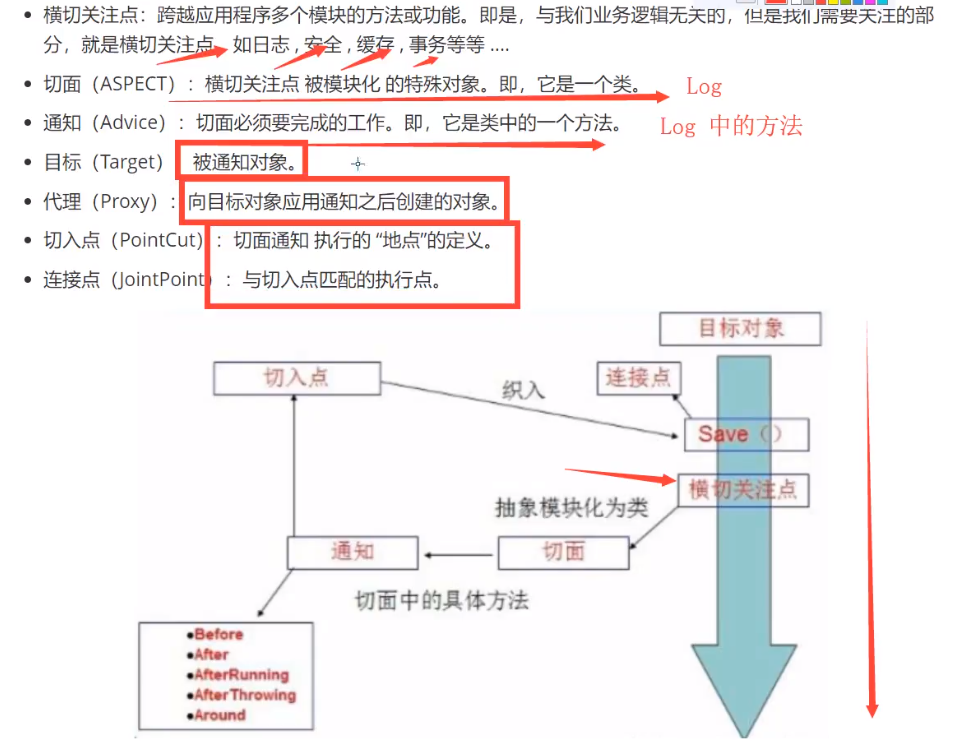 横切关注点：跨越应用程序多个模块的方法或功能。即是，与我们业务逻辑无关的，但是我们需要关注的部
分，就是横切关注点。如日志 , 安全 , 缓存 , 事务等等 ....
切面（ASPECT）：横切关注点 被模块化 的特殊对象。即，它是一个类。
Log
通知（Advice）：切面必须要完成的工作。即，它是类中的一个方法。
Log 中的方法
目标（Target） 被通知对象。
代理（Proxy）：向目标对象应用通知之后创建的对象。
切入点（PointCut）：切面通知 执行的 “地点”的定义。
连接点（JointPoint）：与切入点匹配的执行点。
目标对象
切入点
织入
连接点
Save（）
横切关注点
抽象模块化为类
通知
切面
切面中的具体方法
●Before
●After
●AfterRunning
●AfterThrowing
●Around